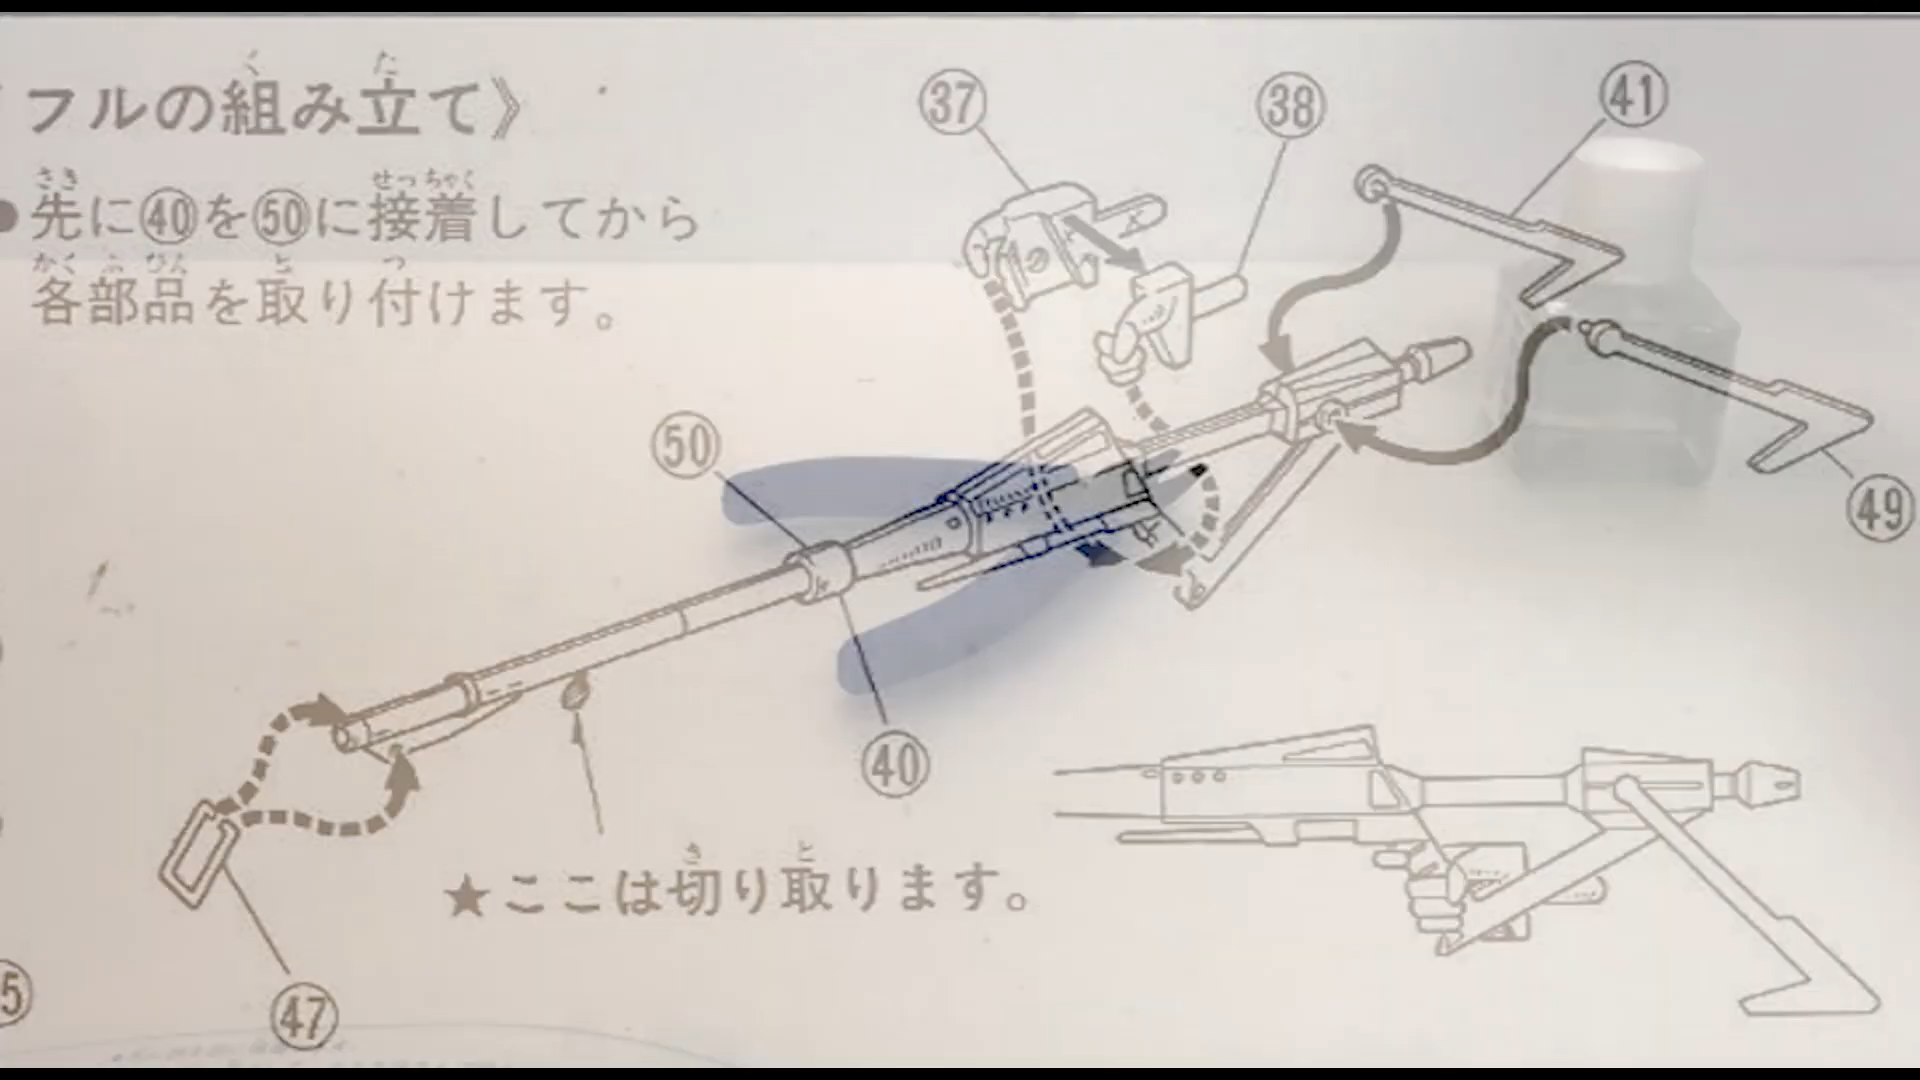 フルの組み立て》
●先に㊵を㊿に接着してから
各部品を取り付けます。
㊲
㊳
㊶
㊿
㊾
㊵
★ここは切り取ります。
㊼
5